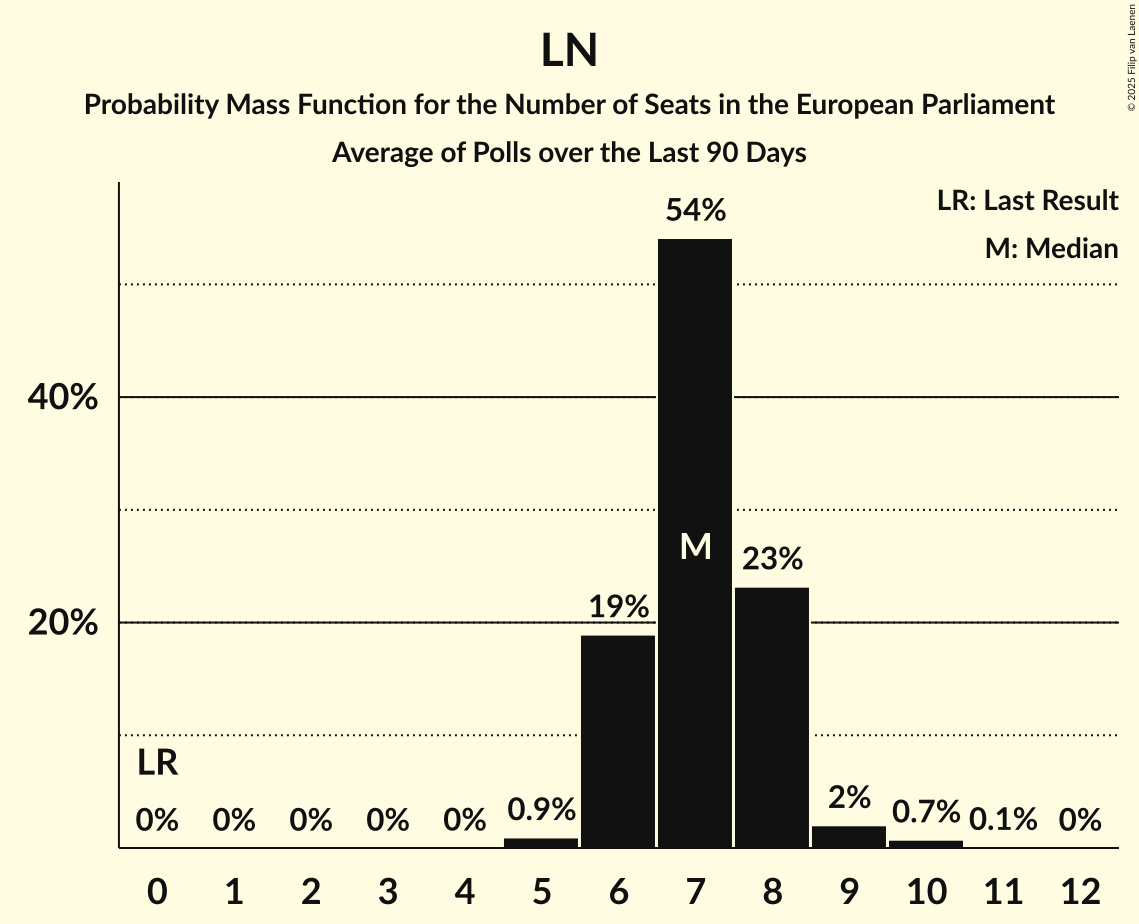 LN
Probability Mass Function for the Number of Seats in the European Parliament
Average of Polls over the Last 90 Days
© 2025 Filip van Laenen
LR: Last Result
M: Median
54%
40%
M
23%
19%
20%
LR
0%
0%
0%
0%
0%
0.9%
2%
0.7%
0.1%
0%
0 1 2 3 4 5 6 7 8 9 10 11 12